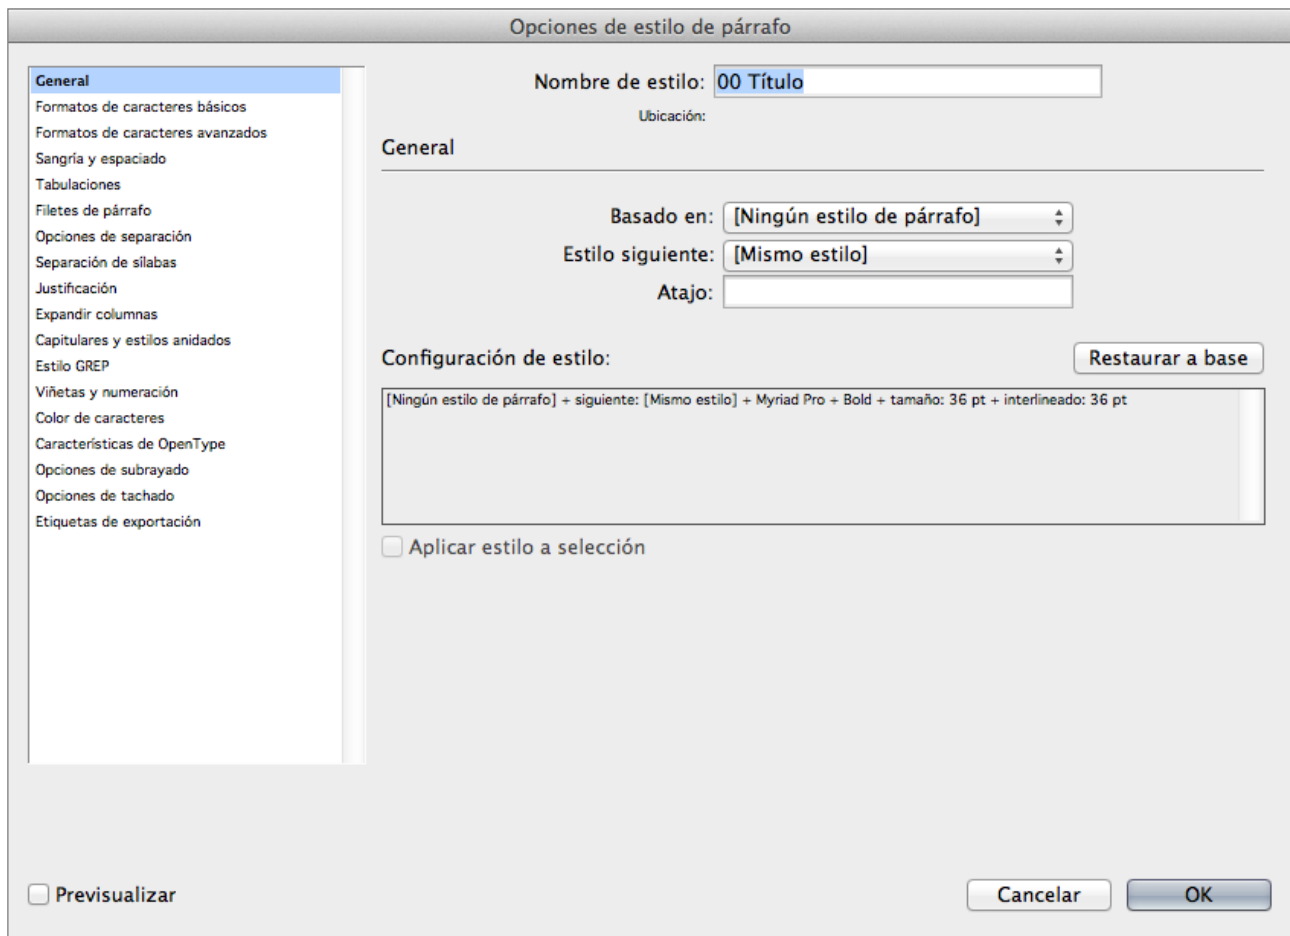 Opciones de estilo de párrafo
General
Formatos de caracteres básicos
Formatos de caracteres avanzados
Sangría y espaciado
Tabulaciones
Filetes de párrafo
Opciones de separación
Separación de sílabas
Justificación
Expandir columnas
Capitulares y estilos anidados
Estilo GREP
Viñetas y numeración
Color de caracteres
Características de OpenType
Opciones de subrayado
Opciones de tachado
Etiquetas de exportación
Nombre de estilo: 00 Título
Ubicación:
General
Basado en: [Ningún estilo de párrafo]
Estilo siguiente: [Mismo estilo]
Atajo:
Configuración de estilo: Restaurar a base
[Ningún estilo de párrafo] + siguiente: [Mismo estilo] + Myriad Pro + Bold + tamaño: 36 pt + interlineado: 36 pt
Aplicar estilo a selección
Previsualizar Cancelar OK